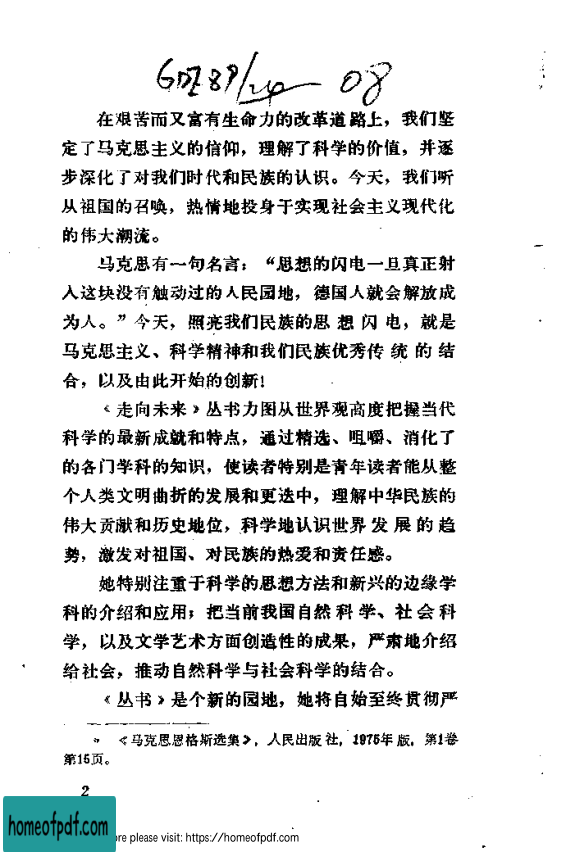 GDZ89/24 08
在艰苦而又富有生命力的改革道路上，我们坚
定了马克思主义的信仰，理解了科学的价值，并逐
步深化了对我们时代和民族的认识。今天，我们听
从祖国的召唤，热情地投身于实现社会主义现代化
的伟大潮流。
马克思有一句名言：“思想的闪电一旦真正射
入这块没有触动过的人民园地，德国人就会解放成
为人。”今天，照亮我们民族的思想闪电，就是
马克思主义、科学精神和我们民族优秀传统的结
合，以及由此开始的创新！
《走向未来》丛书力图从世界观高度把握当代
科学的最新成就和特点，通过精选、咀嚼、消化了
的各门学科的知识，使读者特别是青年读者能从整
个人类文明曲折的发展和更迭中，理解中华民族的
伟大贡献和历史地位，科学地认识世界发展的趋
势，激发对祖国、对民族的热爱和责任感。
她特别注重于科学的思想方法和新兴的边缘学
科的介绍和应用；把当前我国自然科学、社会科
学，以及文学艺术方面创造性的成果，严肃地介绍
给社会，推动自然科学与社会科学的结合。
《丛书》是个新的园地，她将自始至终贯彻严
* 《马克思恩格斯选集》，人民出版社，1975年版，第1卷
第15页。
2
homeofpdf.com
re please visit: https://homeofpdf.com